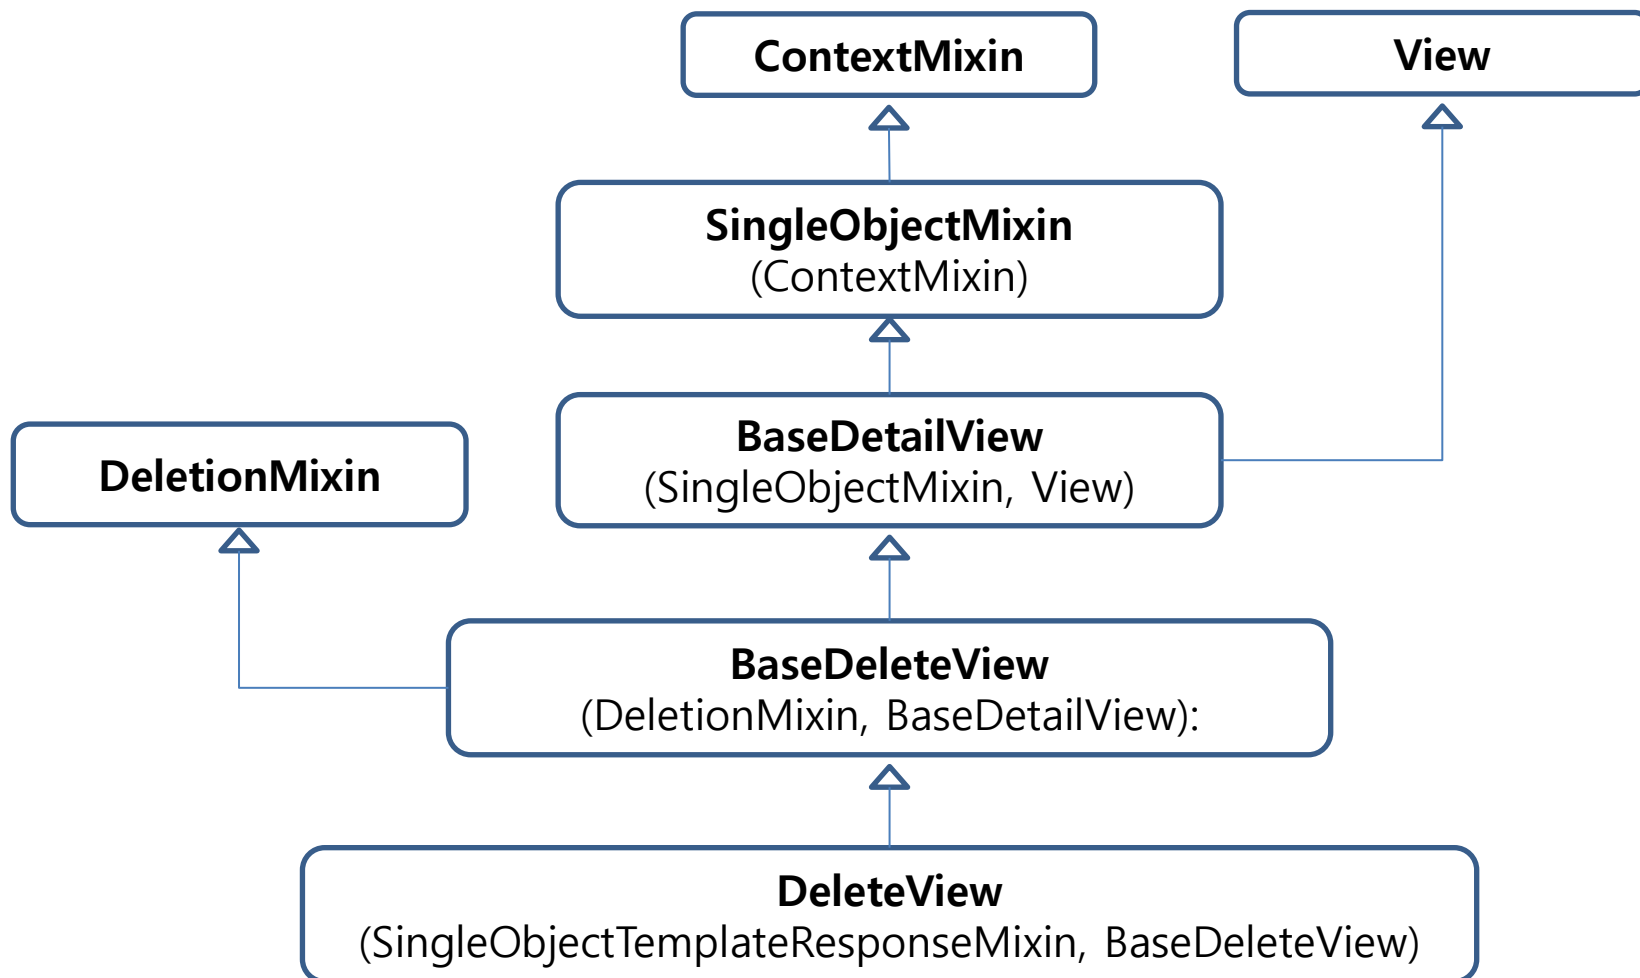 ContextMixin
View
SingleObjectMixin
(ContextMixin)
BaseDetailView
(SingleObjectMixin, View)
DeletionMixin
BaseDeleteView
(DeletionMixin, BaseDetailView):
DeleteView
(SingleObjectTemplateResponseMixin, BaseDeleteView)